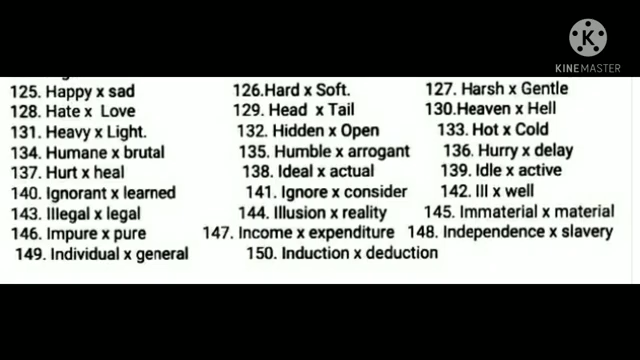 K
KINEMASTER
125. Happy x sad 126.Hard x Soft. 127. Harsh x Gentle
128. Hate x Love 129. Head x Tail 130.Heaven x Hell
131. Heavy x Light. 132. Hidden x Open 133. Hot x Cold
134. Humane x brutal 135. Humble x arrogant 136. Hurry x delay
137. Hurt x heal 138. Ideal x actual 139. Idle x active
140. Ignorant x learned 141. Ignore x consider 142. Ill x well
143. Illegal x legal 144. Illusion x reality 145. Immaterial x material
146. Impure x pure 147. Income x expenditure 148. Independence x slavery
149. Individual x general 150. Induction x deduction